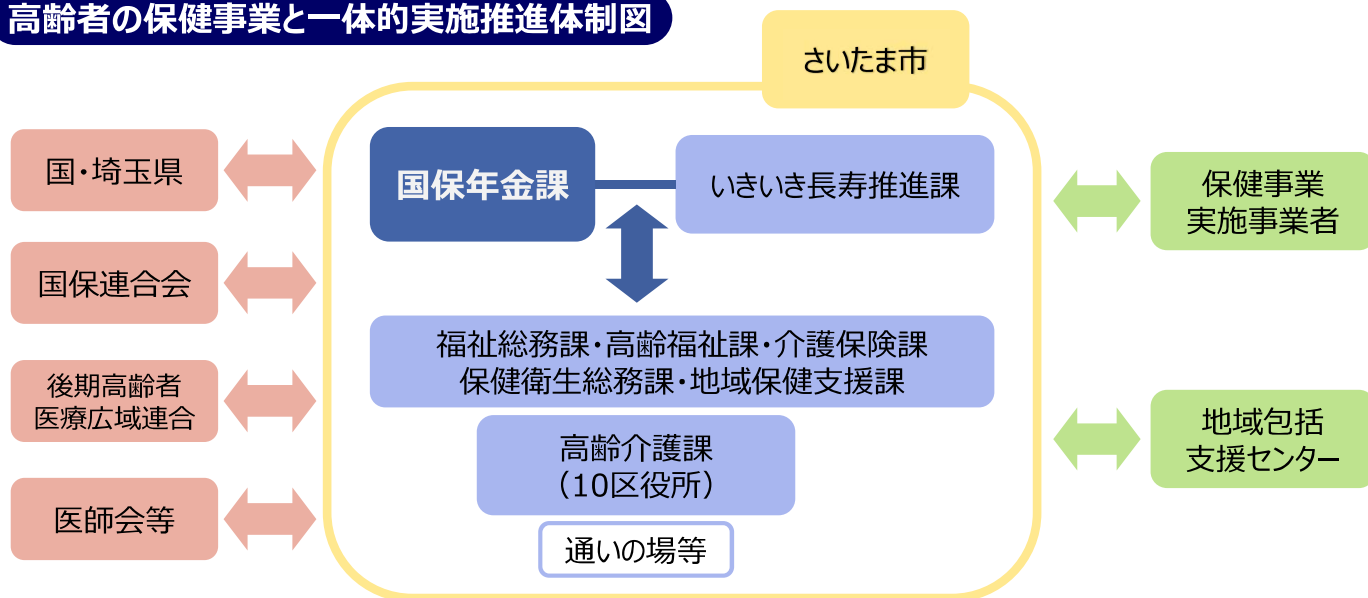 高齢者の保健事業と一体的実施推進体制図
さいたま市
国・埼玉県
国保連合会
後期高齢者
医療広域連合
医師会等
国保年金課
いきいき長寿推進課
福祉総務課・高齢福祉課・介護保険課
保健衛生総務課・地域保健支援課
高齢介護課
（10区役所）
通いの場等
保健事業
実施事業者
地域包括
支援センター